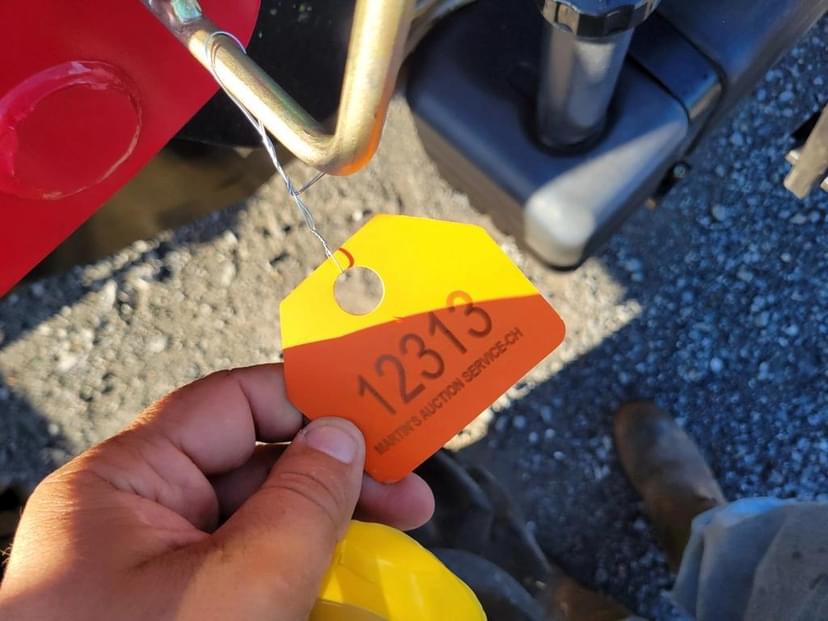 12313
MARTIN'S AUCTION SERVICE-CH